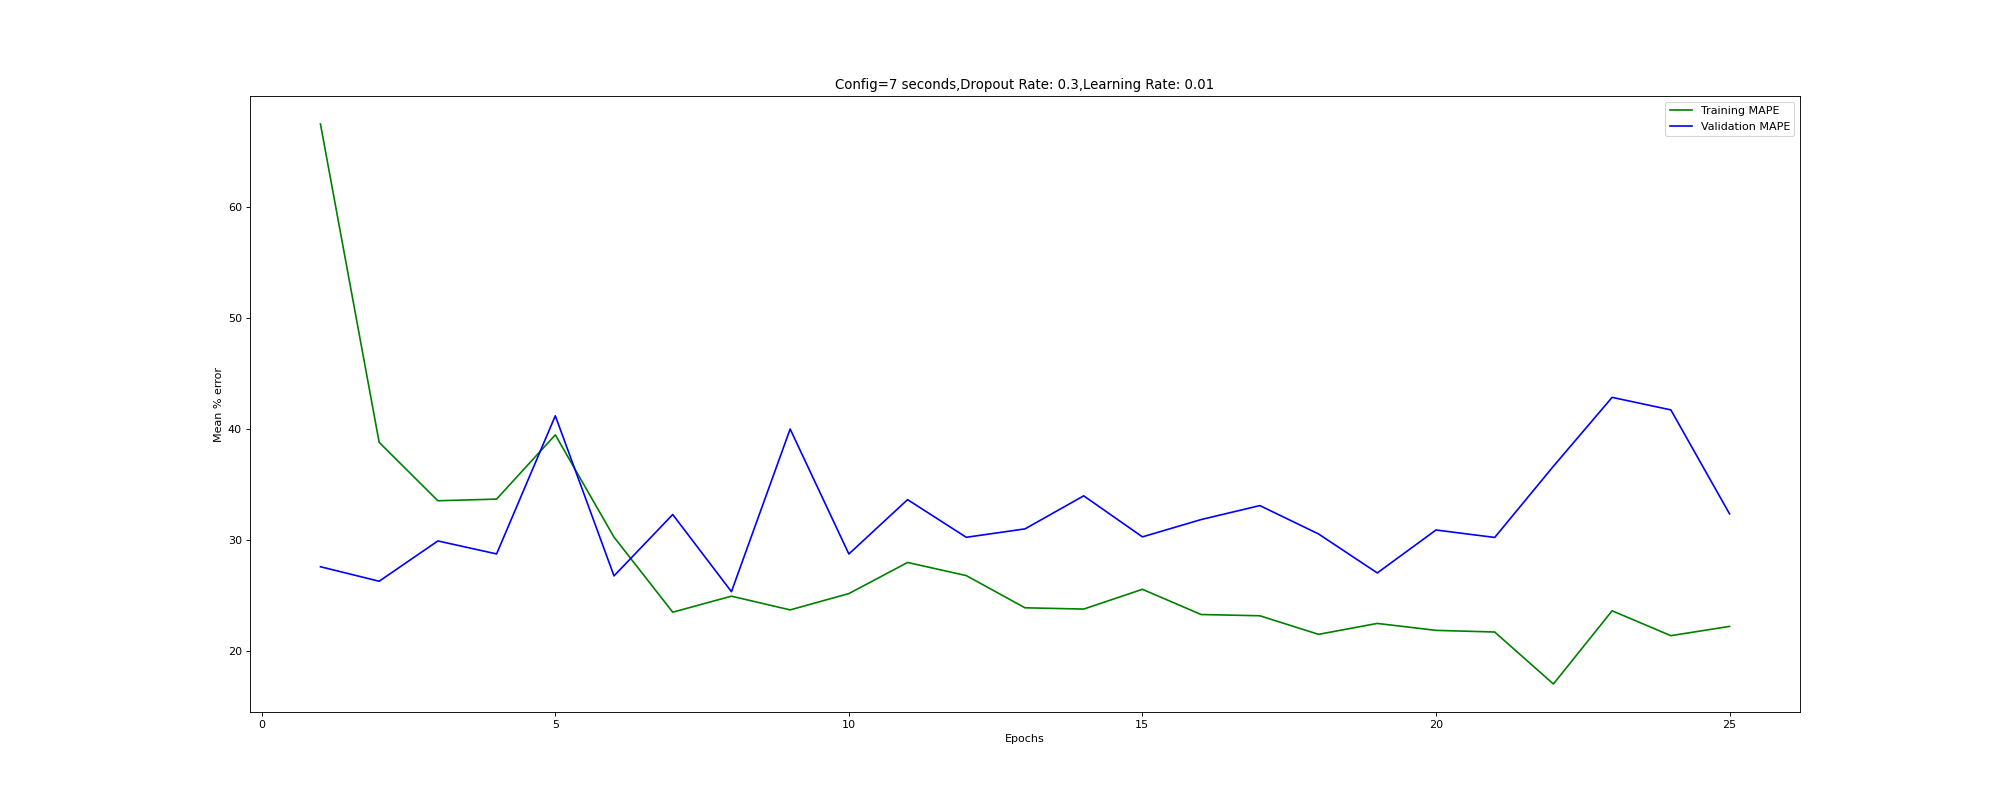 Config=7 seconds,Dropout Rate: 0.3,Learning Rate: 0.01
Training MAPE
Validation MAPE
Mean % error
60
50
40
30
20
0 5 10 15 20 25
Epochs